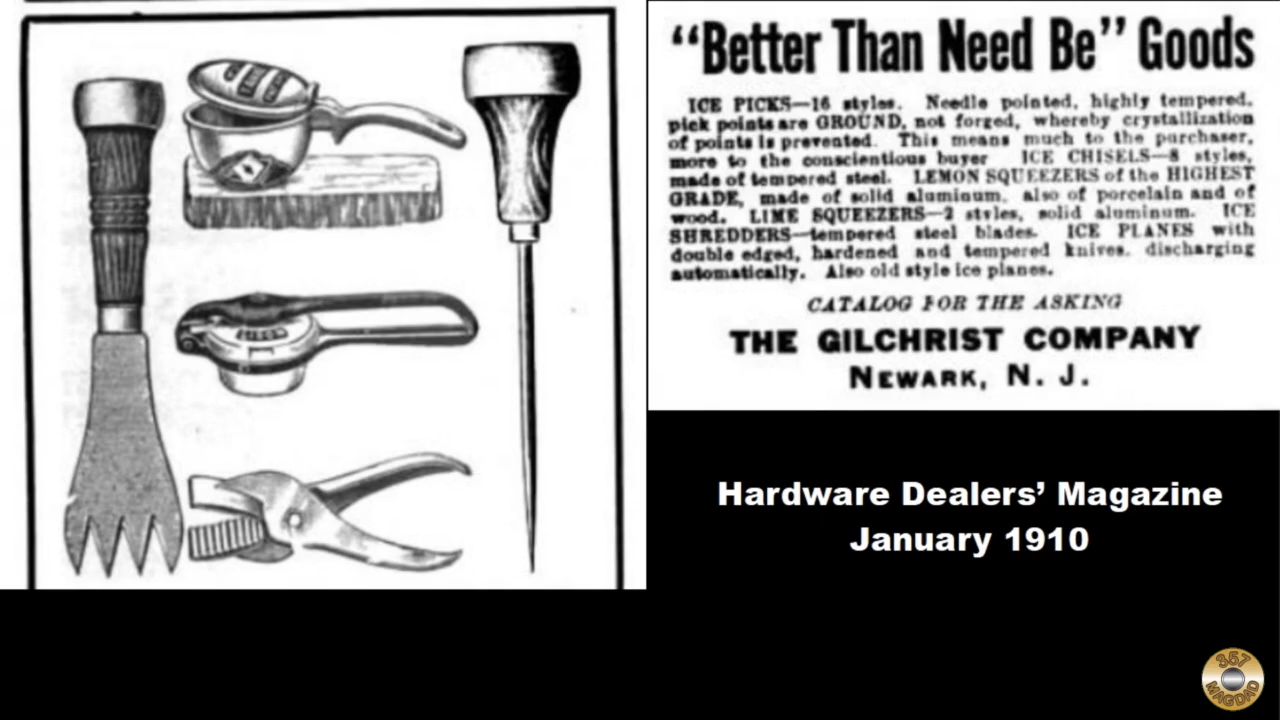 “Better Than Need Be” Goods
ICE PICKS—16 styles. Needle pointed, highly tempered,
pick points are GROUND, not forged, whereby crystallization
of points is prevented. This means much to the purchaser,
more to the conscientious buyer ICE CHISELS—8 styles,
made of tempered steel. LEMON SQUEEZERS of the HIGHEST
GRADE, made of solid aluminum, also of porcelain and of
wood. LIME SQUEEZERS—2 styles, solid aluminum. ICE
SHREDDERS—tempered steel blades. ICE PLANES with
double edged, hardened and tempered knives, discharging
automatically. Also old style ice planes.
CATALOG FOR THE ASKING
THE GILCHRIST COMPANY
NEWARK, N. J.
Hardware Dealers’ Magazine
January 1910
357
MAGDAD